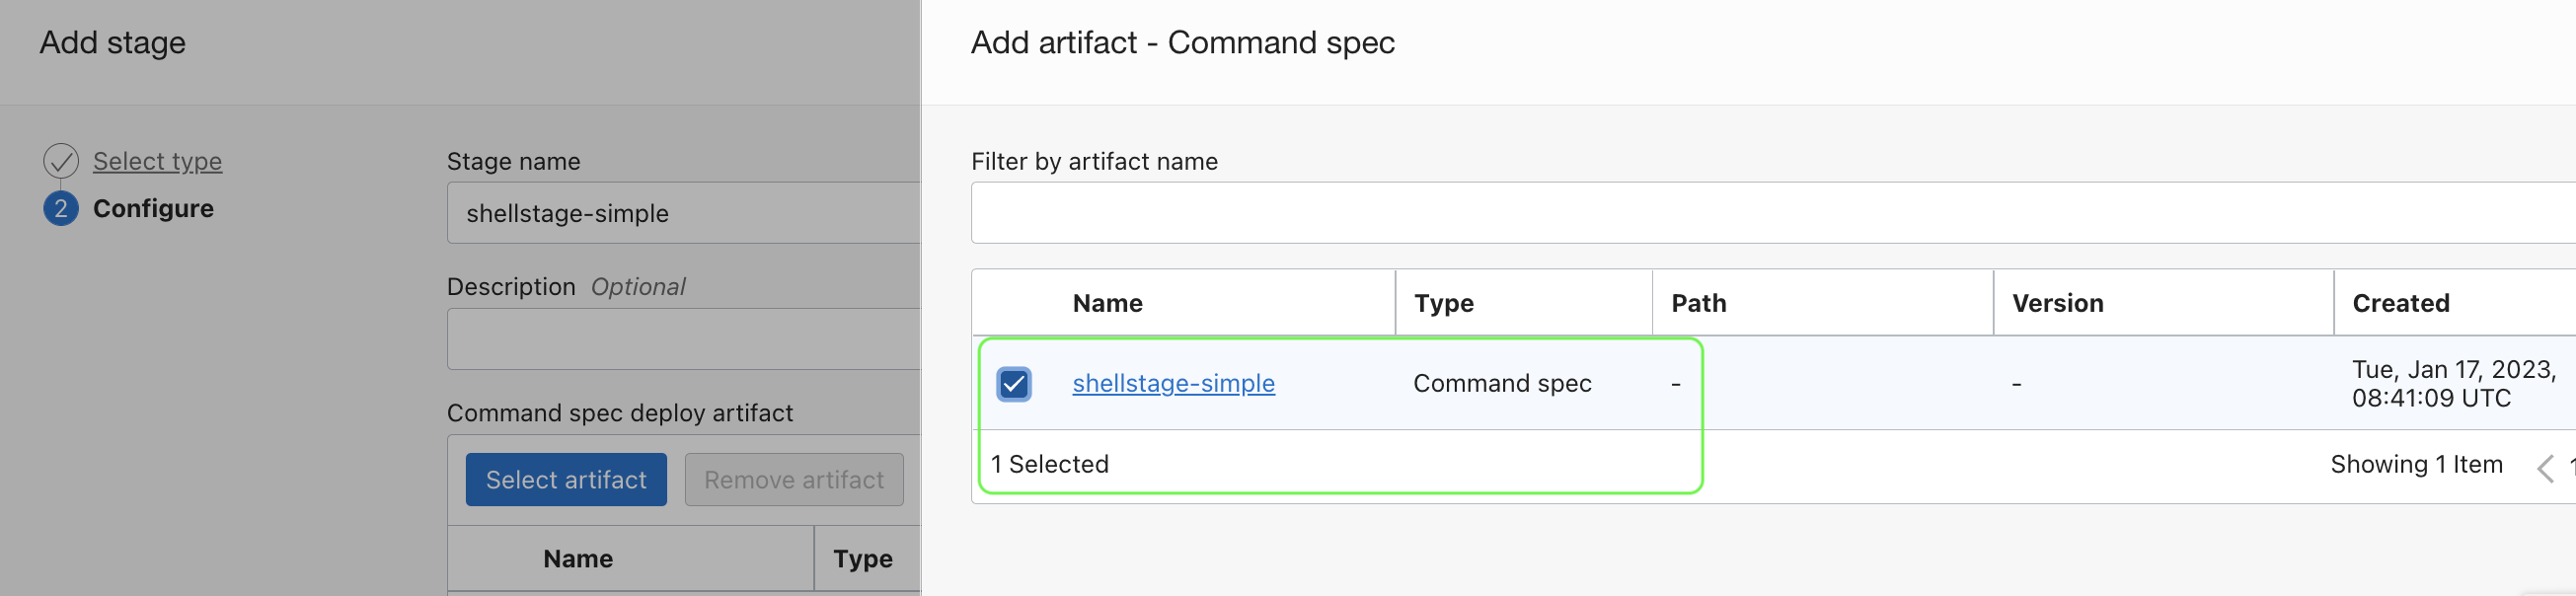 Add stage
Select type
2 Configure
Stage name
shellstage-simple
Description Optional
Command spec deploy artifact
Select artifact Remove artifact
Name Type
Add artifact - Command spec
Filter by artifact name
Name Type Path Version Created
shellstage-simple Command spec - - Tue, Jan 17, 2023,
08:41:09 UTC
1 Selected Showing 1 Item